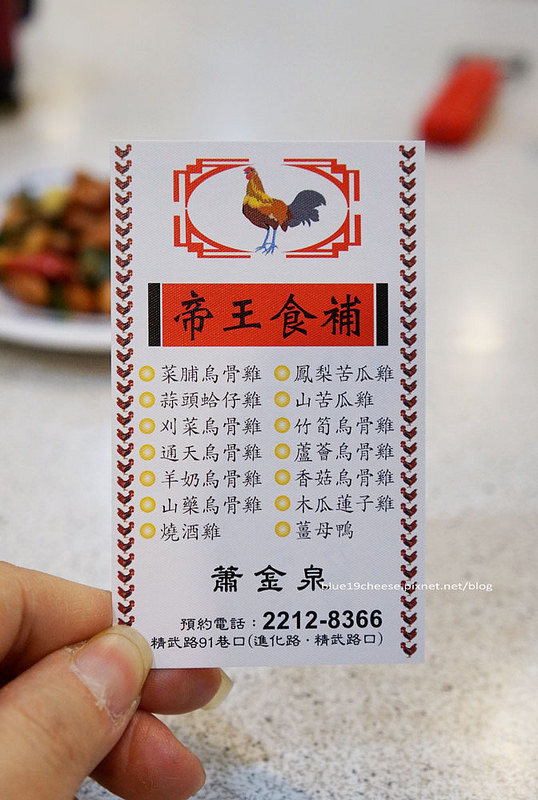 帝王食補
菜脯烏骨雞
鳳梨苦瓜雞
蒜頭蛤仔雞
山苦瓜雞
刈菜烏骨雞
竹筍烏骨雞
通天烏骨雞
蘆薈烏骨雞
羊奶烏骨雞
香菇烏骨雞
山藥烏骨雞
木瓜蓮子雞
燒酒雞
薑母鴨
蕭金泉
blue19cheese.pixnet.net/blog
預約電話：2212-8366
精武路91巷口(進化路‧精武路口)